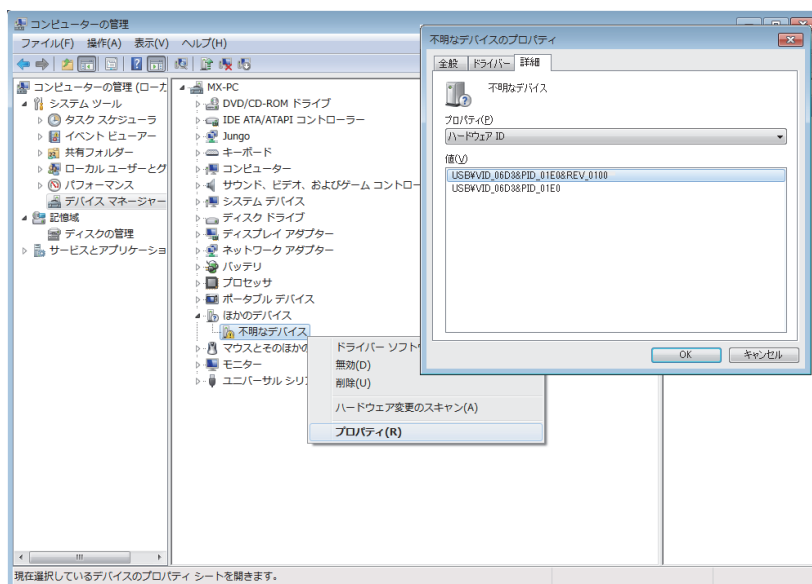 コンピューターの管理
ファイル(F) 操作(A) 表示(V) ヘルプ(H)
コンピューターの管理 (ローカ
システム ツール
タスク スケジューラ
イベント ビューアー
共有フォルダー
ローカル ユーザーとグ
パフォーマンス
デバイス マネージャー
記憶域
ディスクの管理
サービスとアプリケーショ
MX-PC
DVD/CD-ROM ドライブ
IDE ATA/ATAPI コントローラー
Jungo
キーボード
コンピューター
サウンド、ビデオ、およびゲーム コントロー
システム デバイス
ディスク ドライブ
ディスプレイ アダプター
ネットワーク アダプター
バッテリ
プロセッサ
ポータブル デバイス
ほかのデバイス
不明なデバイス
マウスとそのほかの
モニター
ユニバーサル シリア
ドライバー ソフトウ
無効(D)
削除(U)
ハードウェア変更のスキャン(A)
プロパティ(R)
不明なデバイスのプロパティ
全般 ドライバー 詳細
不明なデバイス
プロパティ(P)
ハードウェア ID
値(V)
USB¥VID_06D3&PID_01E0&REV_0100
USB¥VID_06D3&PID_01E0
OK キャンセル
現在選択しているデバイスのプロパティ シートを開きます。